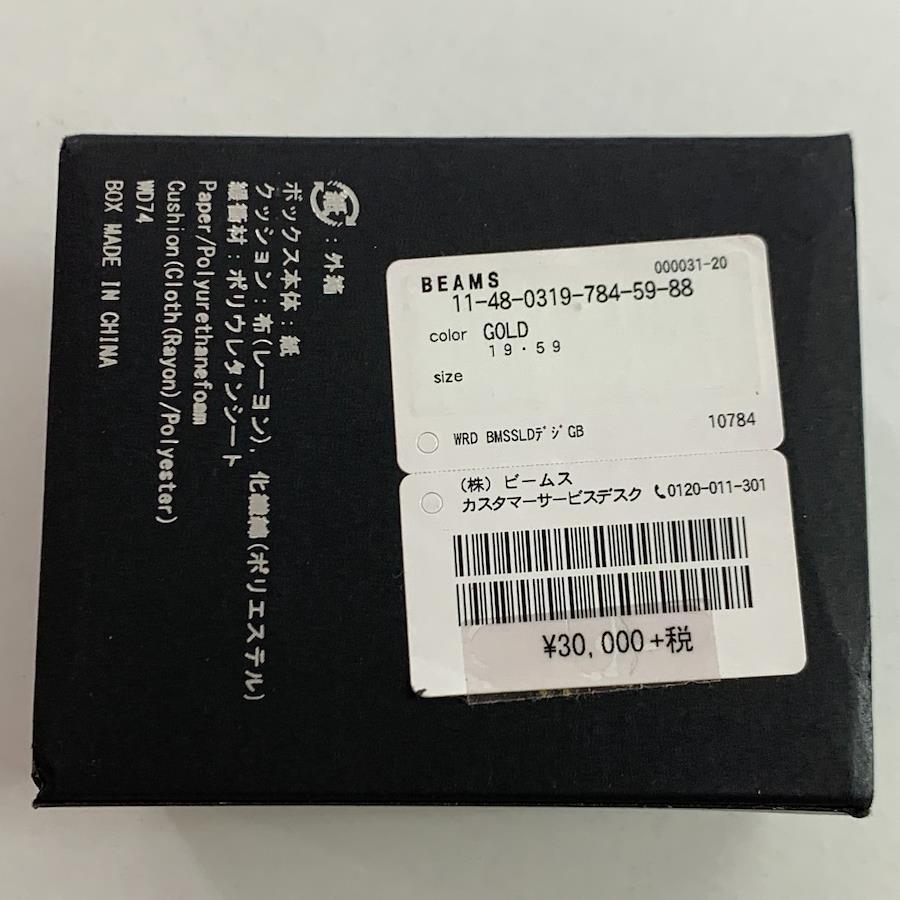 紙：外箱
ボックス本体：紙
クッション：布(レーヨン)，化繊綿(ポリエステル)
緩衝材：ポリウレタンシート
Paper/Polyurethanefoam
Cushion(Cloth(Rayon)/Polyester)
WD74
BOX MADE IN CHINA
BEAMS 000031-20
11-48-0319-784-59-88
color GOLD
19・59
size
WRD BMSSLDﾃﾞｼﾞGB 10784
(株) ビームス
カスタマーサービスデスク 0120-011-301
¥30,000+税